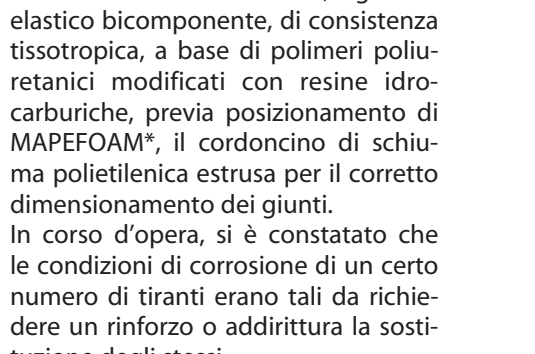 elastico bicomponente, di consistenza
tissotropica, a base di polimeri poliu-
retanici modificati con resine idro-
carburiche, previa posizionamento di
MAPEFOAM*, il cordoncino di schiu-
ma polietilenica estrusa per il corretto
dimensionamento dei giunti.
In corso d’opera, si è constatato che
le condizioni di corrosione di un certo
numero di tiranti erano tali da richie-
dere un rinforzo o addirittura la sosti-
tuzione degli stessi